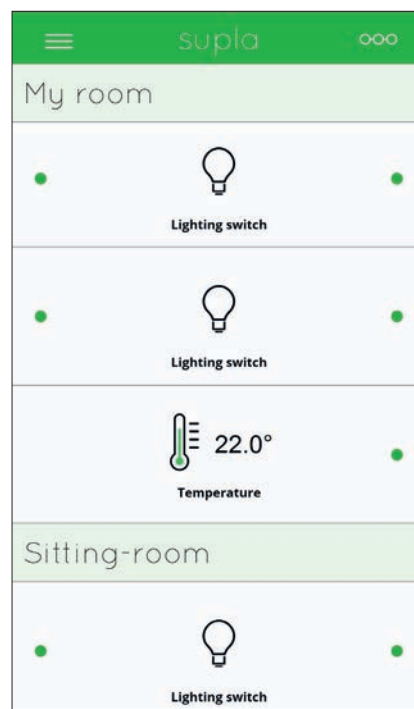 supla
My room
Lighting switch
Lighting switch
22.0°
Temperature
Sitting-room
Lighting switch